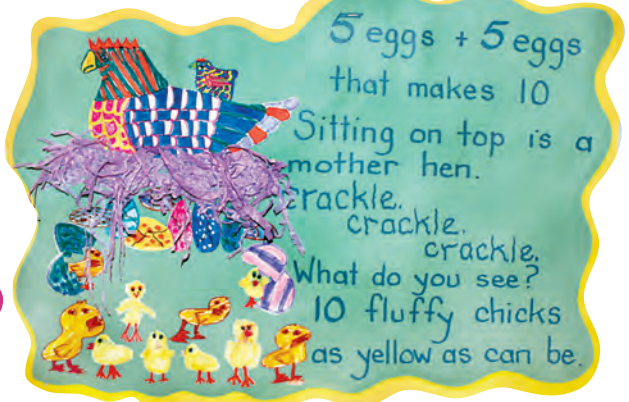 5 eggs + 5 eggs
that makes 10
Sitting on top is a
mother hen.
crackle.
crackle.
crackle.
What do you see?
10 fluffy chicks
as yellow as can be.